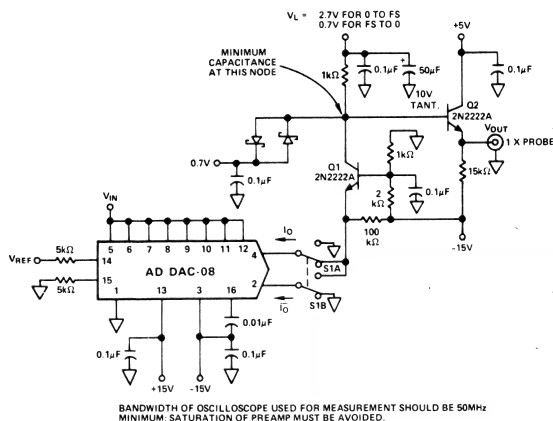 V_L = 2.7V FOR 0 TO FS
0.7V FOR FS TO 0
+5V
MINIMUM
CAPACITANCE
AT THIS NODE
1kΩ
0.1μF
+
50μF
10V
TANT.
0.1μF
Q2
2N2222A
V_OUT
1 X PROBE
0.7V
0.1μF
Q1
2N2222A
1kΩ
2
kΩ
0.1μF
15kΩ
100
kΩ
-15V
V_IN
5 6 7 8 9 10 11 12
V_REF
5kΩ
14
AD DAC-08
4
I_O
S1A
5kΩ
15
2
I̅_O
S1B
1 13 3 16
0.01μF
0.1μF
0.1μF
+15V
-15V
BANDWIDTH OF OSCILLOSCOPE USED FOR MEASUREMENT SHOULD BE 50MHz
MINIMUM: SATURATION OF PREAMP MUST BE AVOIDED.